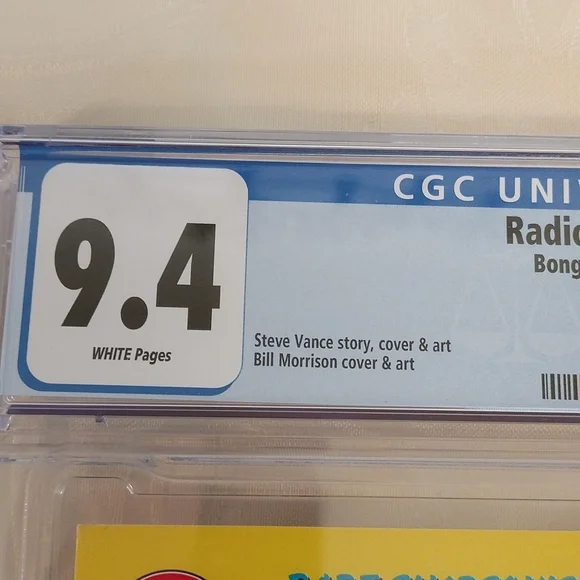 CGC UNIV
Radio
Bong
9.4
WHITE Pages
Steve Vance story, cover & art
Bill Morrison cover & art